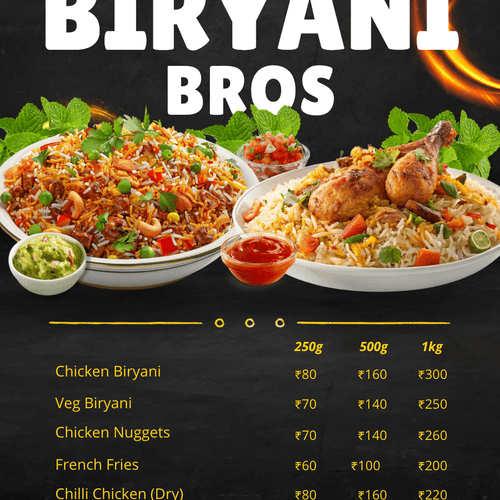 BIRYANI
BROS
250g 500g 1kg
Chicken Biryani ₹80 ₹160 ₹300
Veg Biryani ₹70 ₹140 ₹250
Chicken Nuggets ₹70 ₹140 ₹260
French Fries ₹60 ₹100 ₹200
Chilli Chicken (Dry) ₹80 ₹160 ₹220